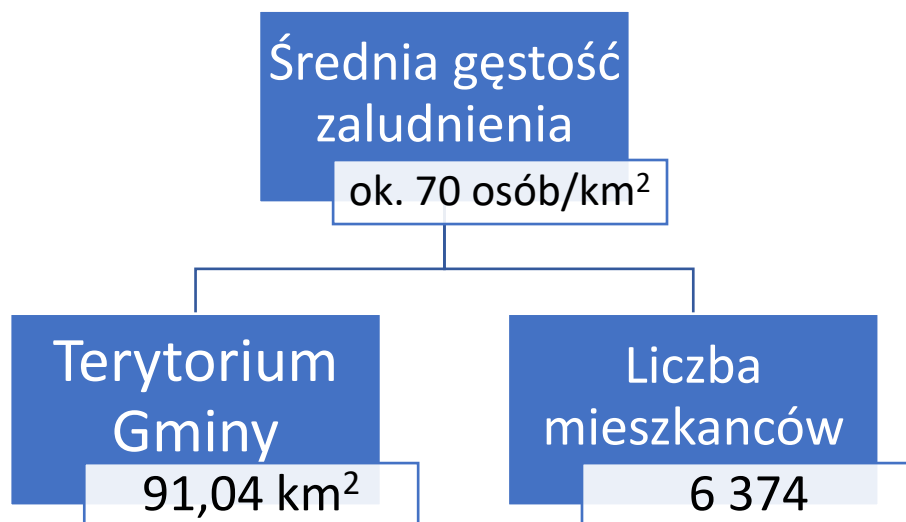 Średnia gęstość
zaludnienia
ok. 70 osób/km²
Terytorium
Gminy
91,04 km²
Liczba
mieszkanców
6 374